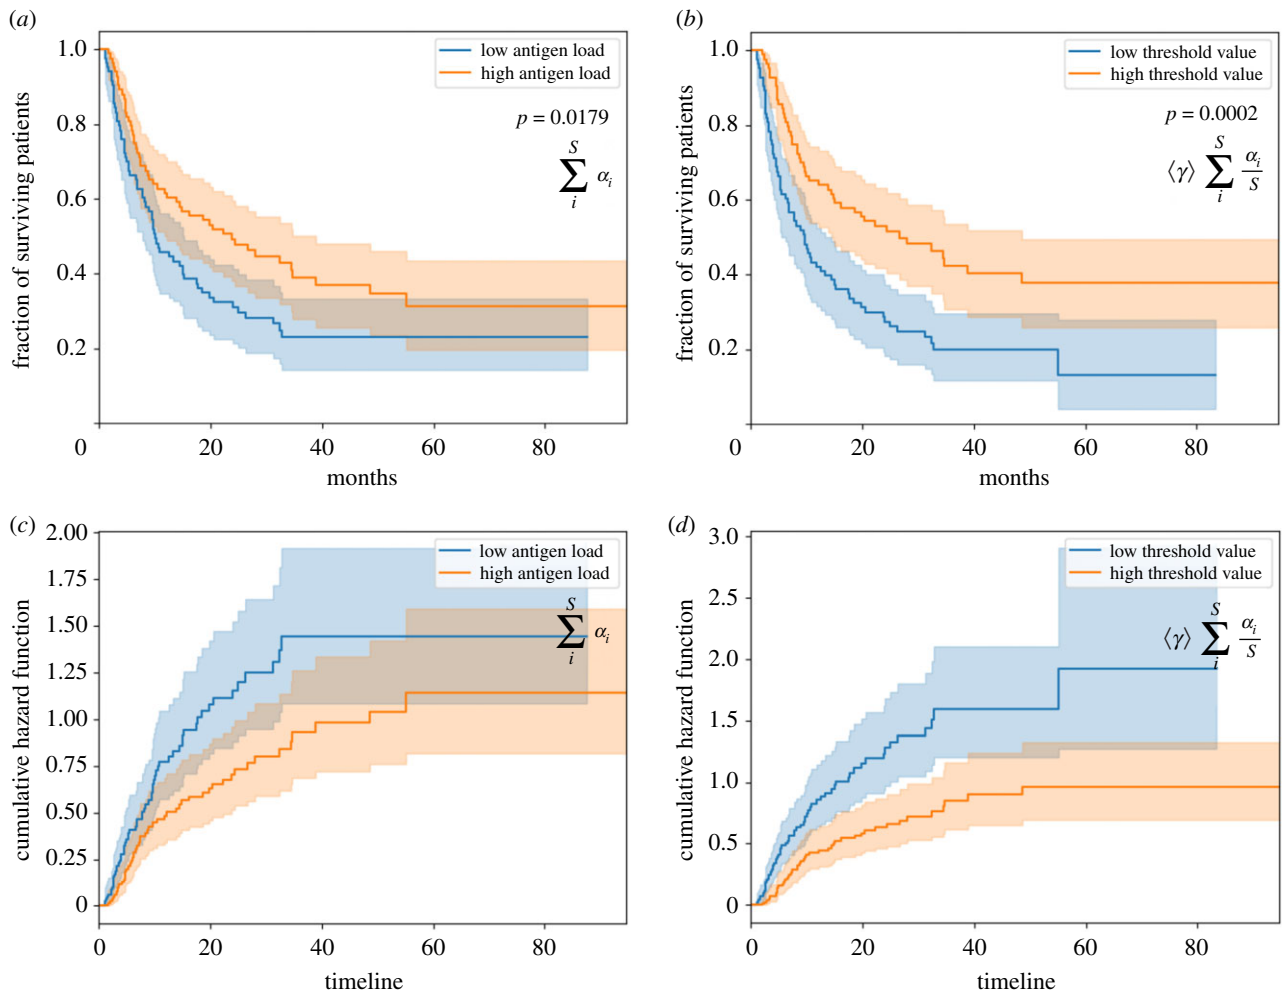 (a)
1.0
0.8
0.6
0.4
0.2
0
20
40
60
80
fraction of surviving patients
months
low antigen load
high antigen load
p = 0.0179
S
∑ αᵢ
i
(b)
1.0
0.8
0.6
0.4
0.2
0
20
40
60
80
fraction of surviving patients
months
low threshold value
high threshold value
p = 0.0002
S
⟨γ⟩ ∑ αᵢ/S
i
(c)
2.00
1.75
1.50
1.25
1.00
0.75
0.50
0.25
0
0
20
40
60
80
cumulative hazard function
timeline
low antigen load
high antigen load
S
∑ αᵢ
i
(d)
3.0
2.5
2.0
1.5
1.0
0.5
0
0
20
40
60
80
cumulative hazard function
timeline
low threshold value
high threshold value
S
⟨γ⟩ ∑ αᵢ/S
i